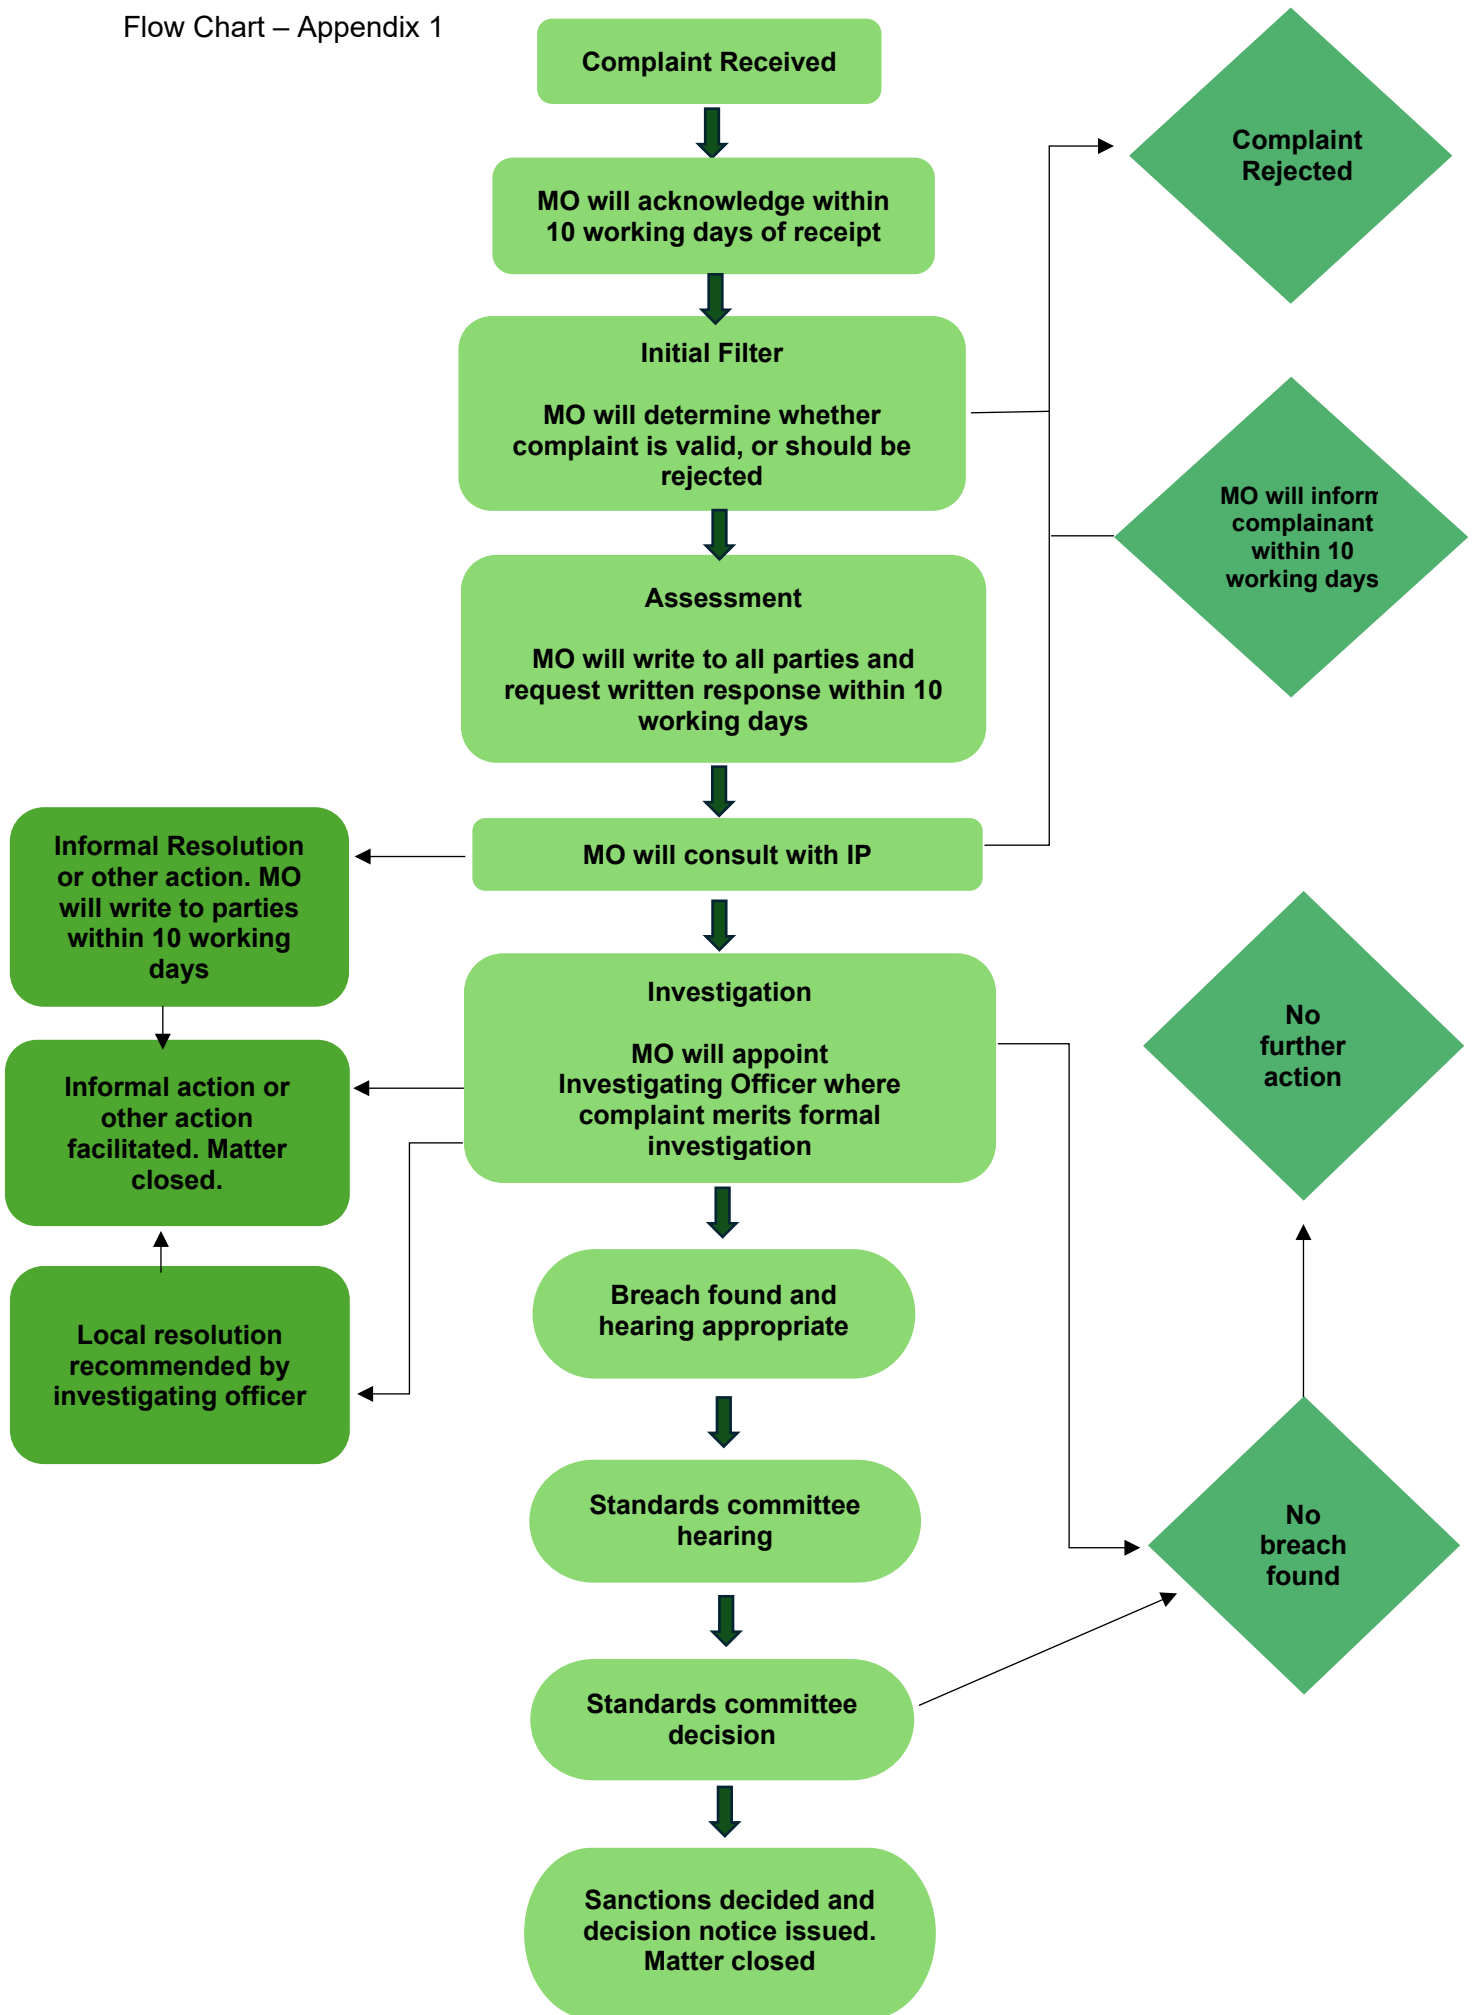 Flow Chart – Appendix 1
Complaint Received
MO will acknowledge within
10 working days of receipt
Initial Filter
MO will determine whether
complaint is valid, or should be
rejected
Complaint
Rejected
MO will inform
complainant
within 10
working days
Assessment
MO will write to all parties and
request written response within 10
working days
MO will consult with IP
Informal Resolution
or other action. MO
will write to parties
within 10 working
days
Investigation
MO will appoint
Investigating Officer where
complaint merits formal
investigation
Informal action or
other action
facilitated. Matter
closed.
No
further
action
Local resolution
recommended by
investigating officer
Breach found and
hearing appropriate
Standards committee
hearing
No
breach
found
Standards committee
decision
Sanctions decided and
decision notice issued.
Matter closed